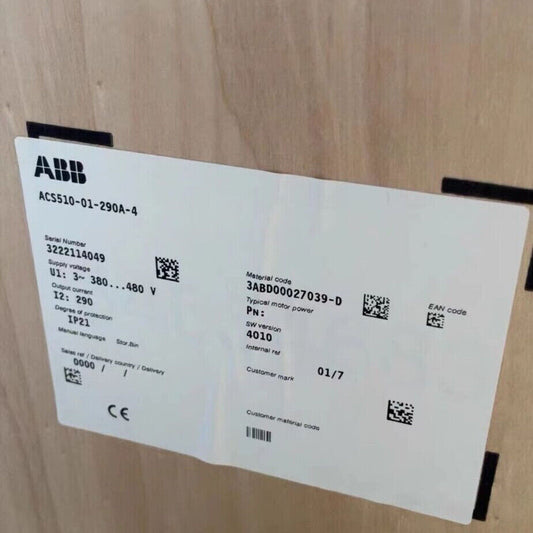 ABB
ACS510-01-290A-4
Serial Number
3222114049
Supply voltage
U1: 3~ 380...480 V
Output current
I2: 290
Degree of protection
IP21
Manual language Stor.Bin
Sales ref / Delivery country / Delivery
0000 / /
CE
Material code
3ABD00027039-D
Typical motor power
PN:
SW version
4010
Internal ref
Customer mark 01/7
Customer material code
EAN code